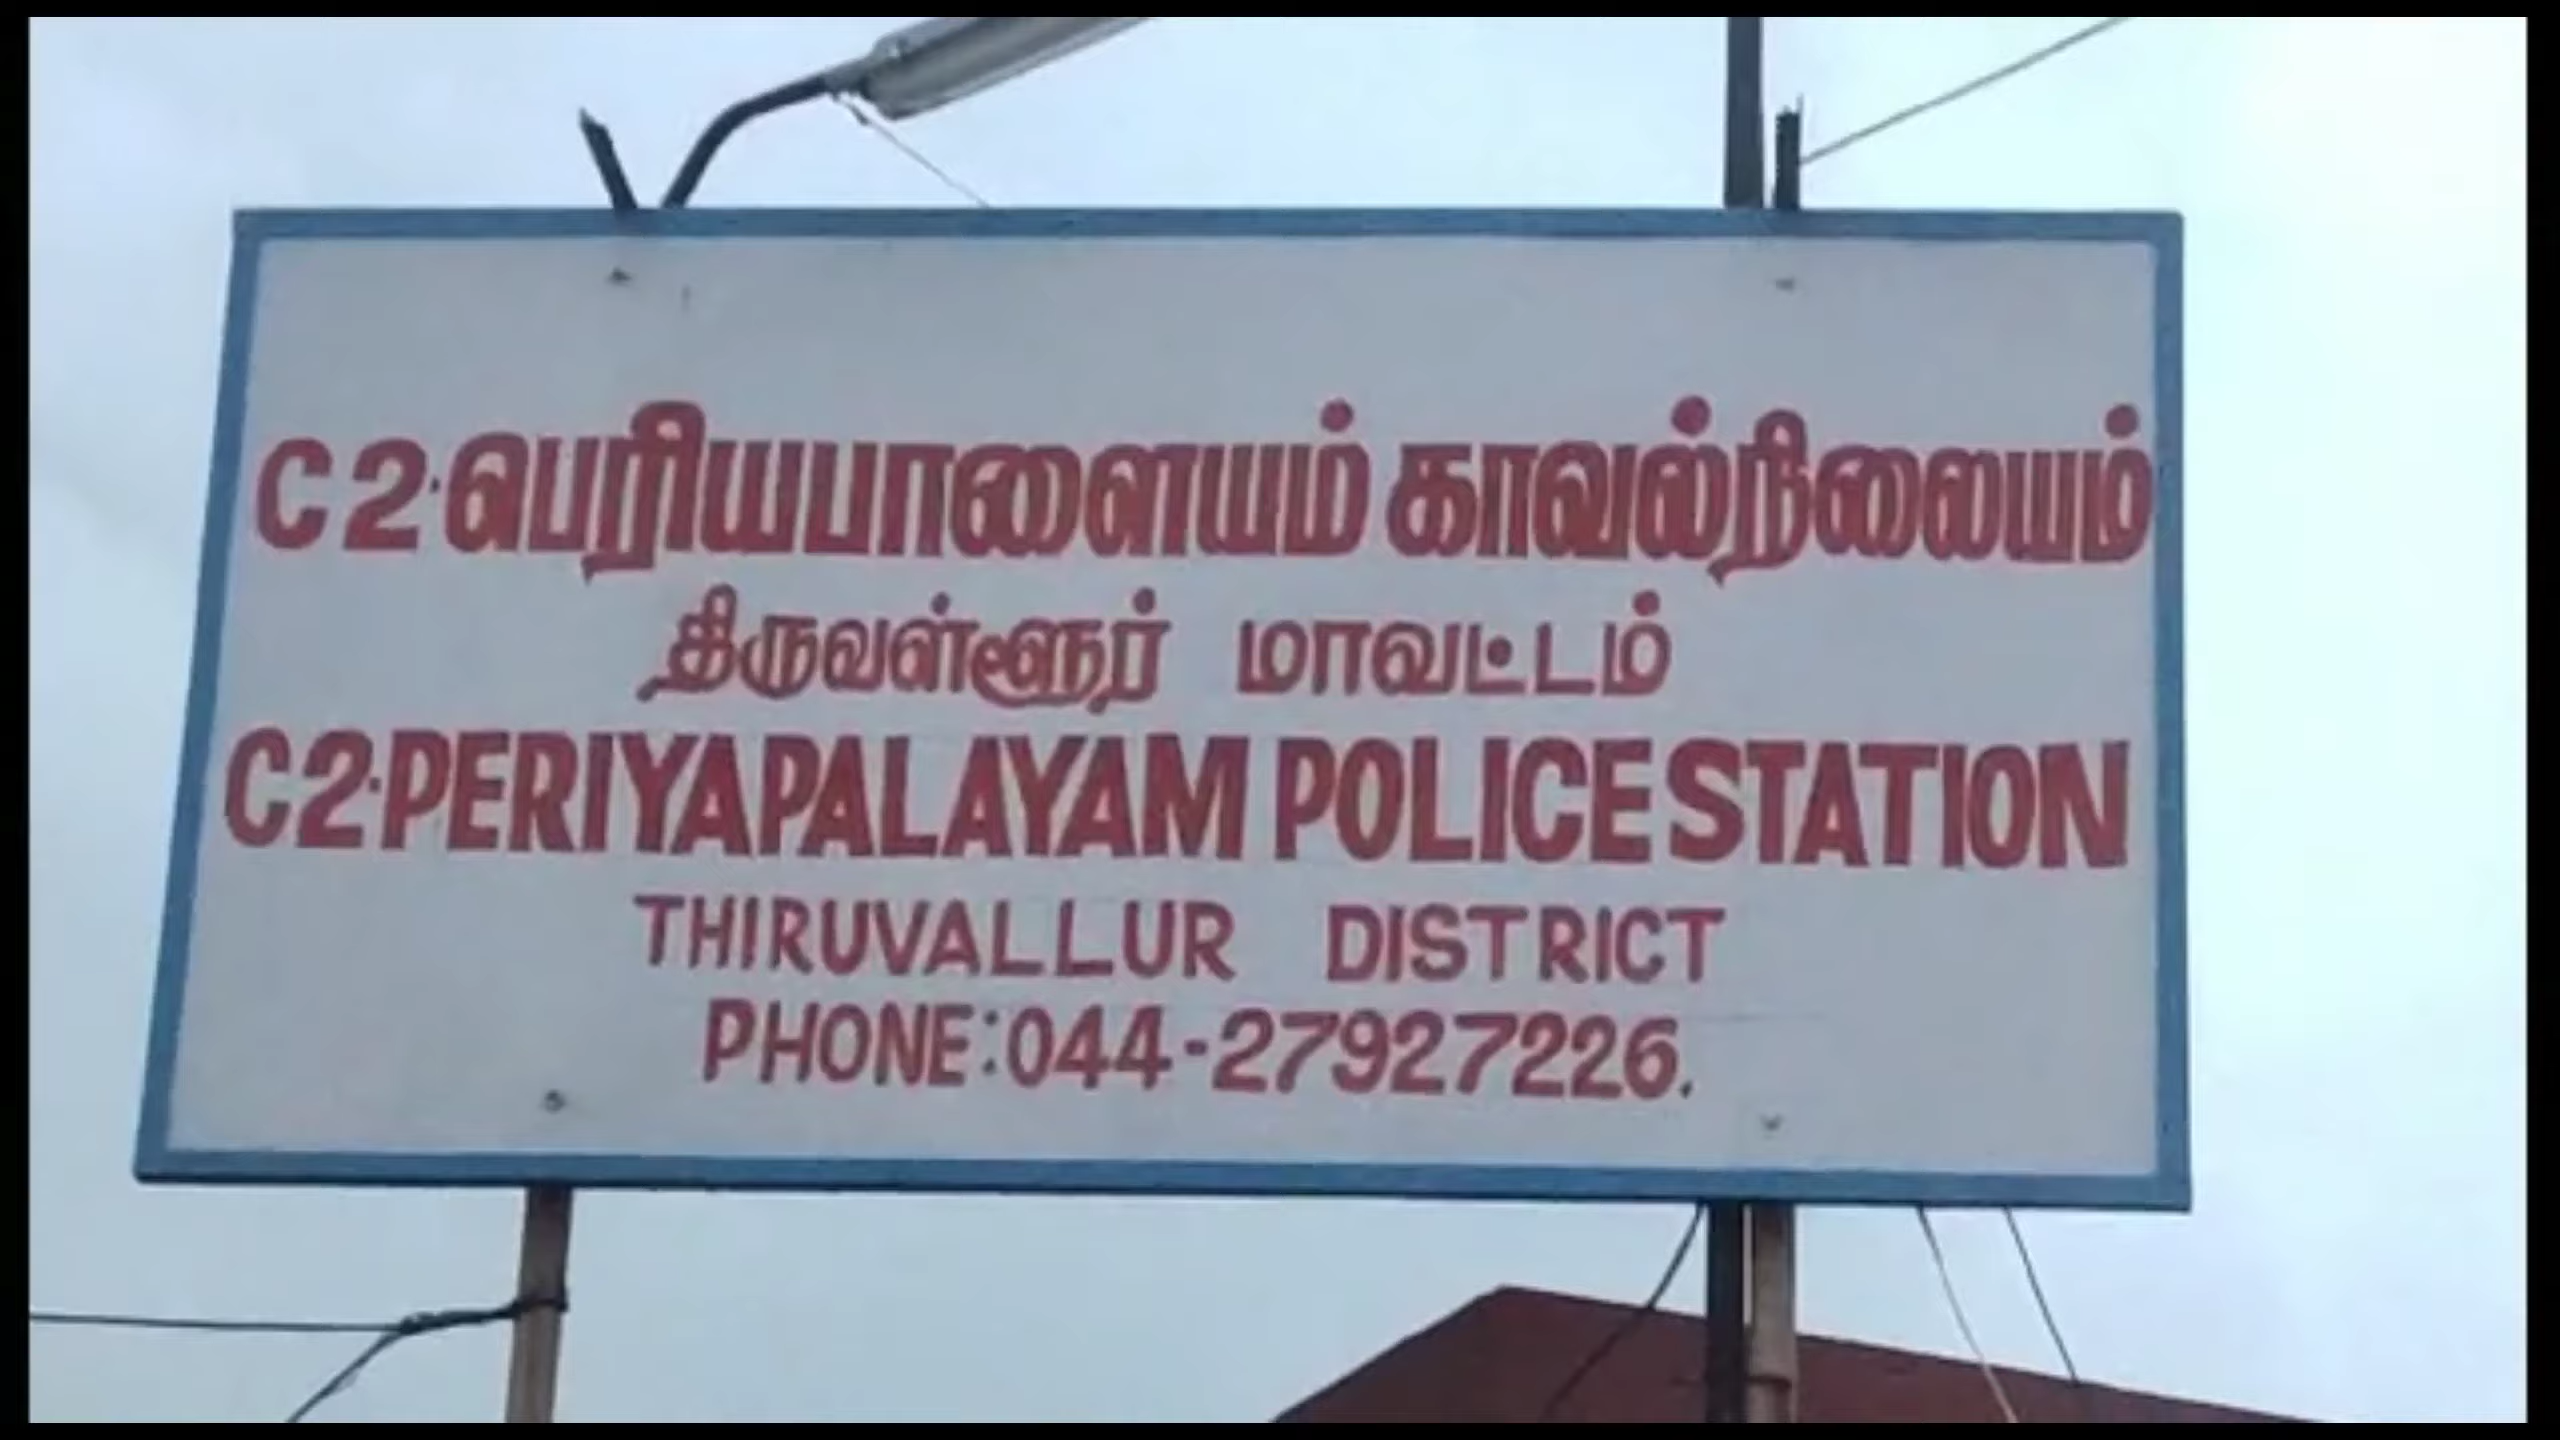 C2·பெரியபாளையம் காவல்நிலையம்
திருவள்ளூர் மாவட்டம்
C2·PERIYAPALAYAM POLICE STATION
THIRUVALLUR DISTRICT
PHONE:044-27927226.